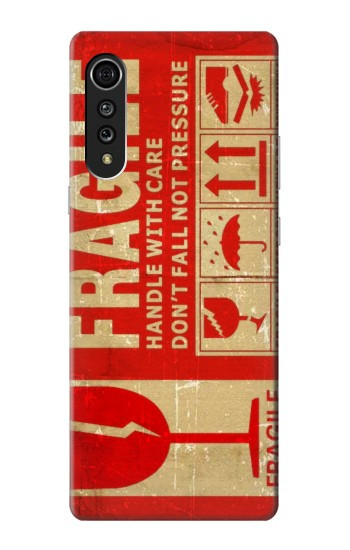 FRAGILE
HANDLE WITH CARE
DON'T FALL NOT PRESSURE
FRAGILE